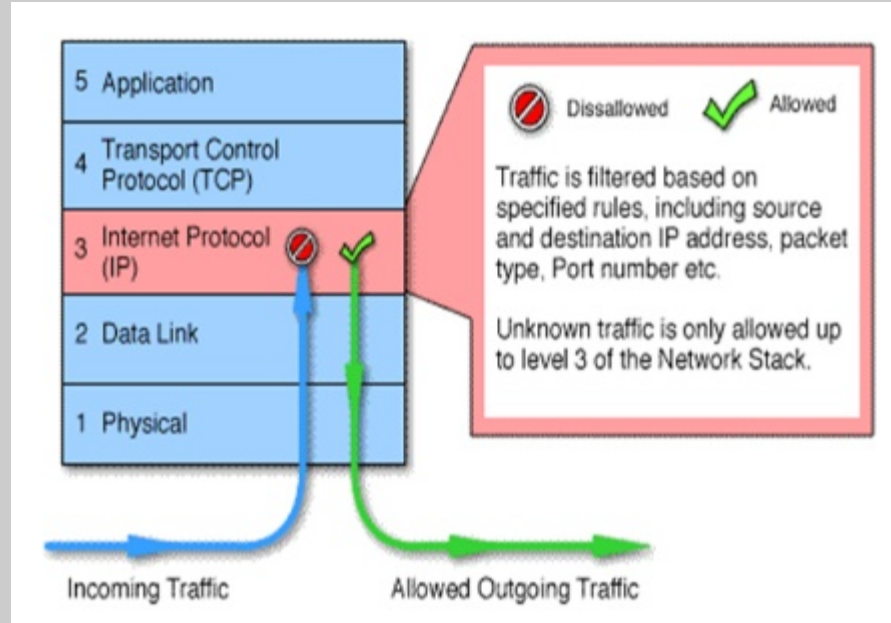 5 Application
4 Transport Control
Protocol (TCP)
3 Internet Protocol
(IP)
2 Data Link
1 Physical
Dissallowed
Allowed
Traffic is filtered based on
specified rules, including source
and destination IP address, packet
type, Port number etc.
Unknown traffic is only allowed up
to level 3 of the Network Stack.
Incoming Traffic
Allowed Outgoing Traffic